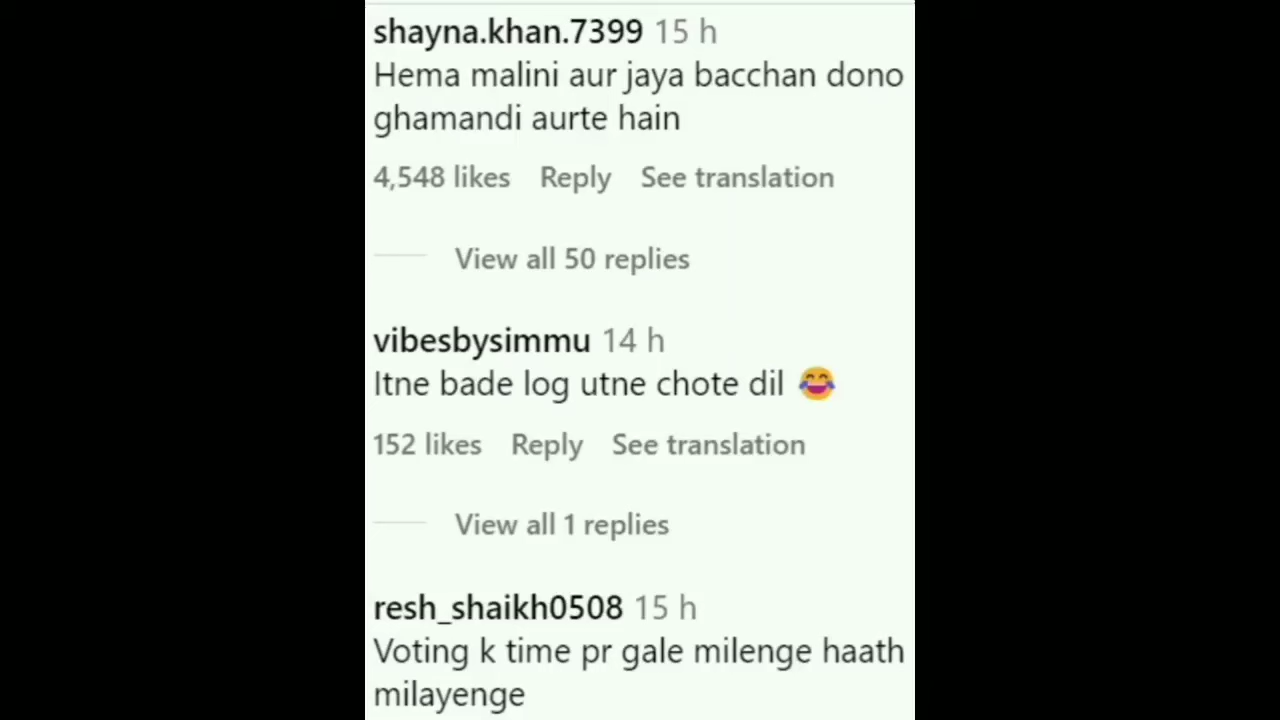 shayna.khan.7399 15 h
Hema malini aur jaya bacchan dono
ghamandi aurte hain
4,548 likes Reply See translation
View all 50 replies
vibesbysimmu 14 h
Itne bade log utne chote dil 😂
152 likes Reply See translation
View all 1 replies
resh_shaikh0508 15 h
Voting k time pr gale milenge haath
milayenge